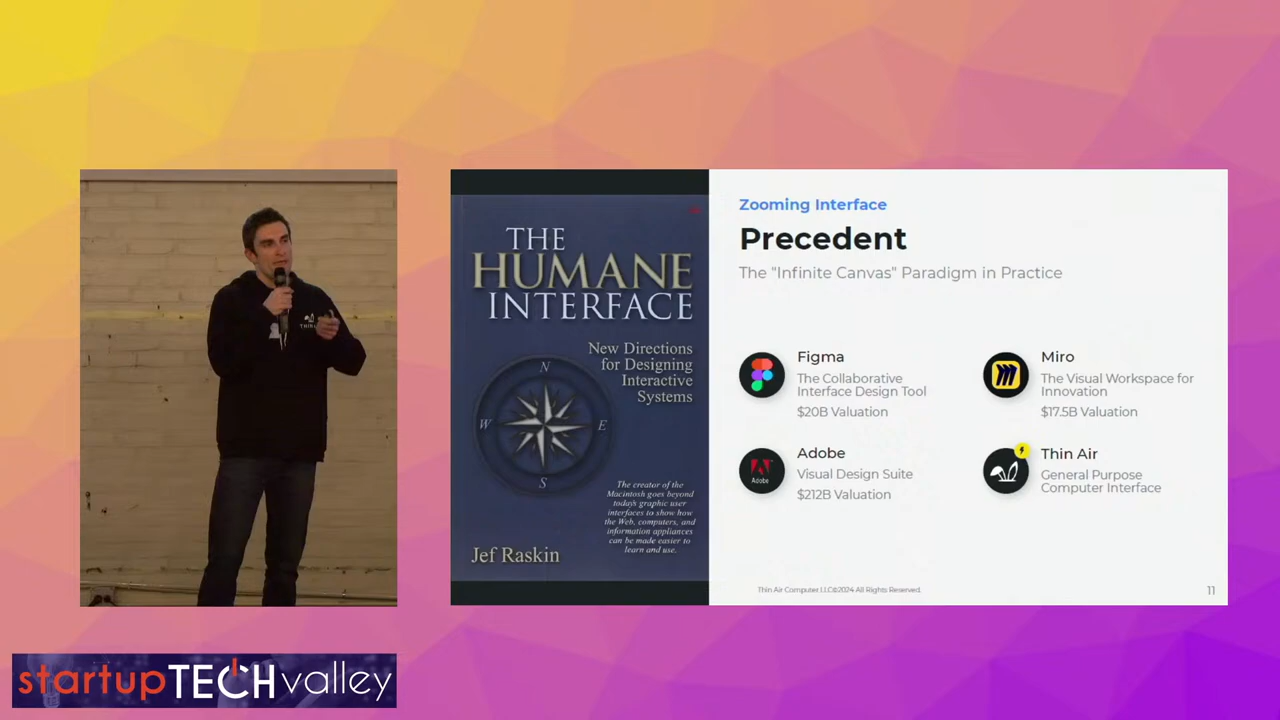 THE
HUMANE
INTERFACE
New Directions
for Designing
Interactive
Systems
N
W
E
S
The creator of the
Macintosh goes beyond
today's graphic user
interfaces to show how
the Web, computers, and
information appliances
can be made easier to
learn and use.
Jef Raskin
Zooming Interface
Precedent
The "Infinite Canvas" Paradigm in Practice
Figma
The Collaborative
Interface Design Tool
$20B Valuation
Miro
The Visual Workspace for
Innovation
$17.5B Valuation
Adobe
Adobe
Visual Design Suite
$212B Valuation
Thin Air
General Purpose
Computer Interface
Thin Air Computer LLC©2024 All Rights Reserved.
11
startupTECHvalley